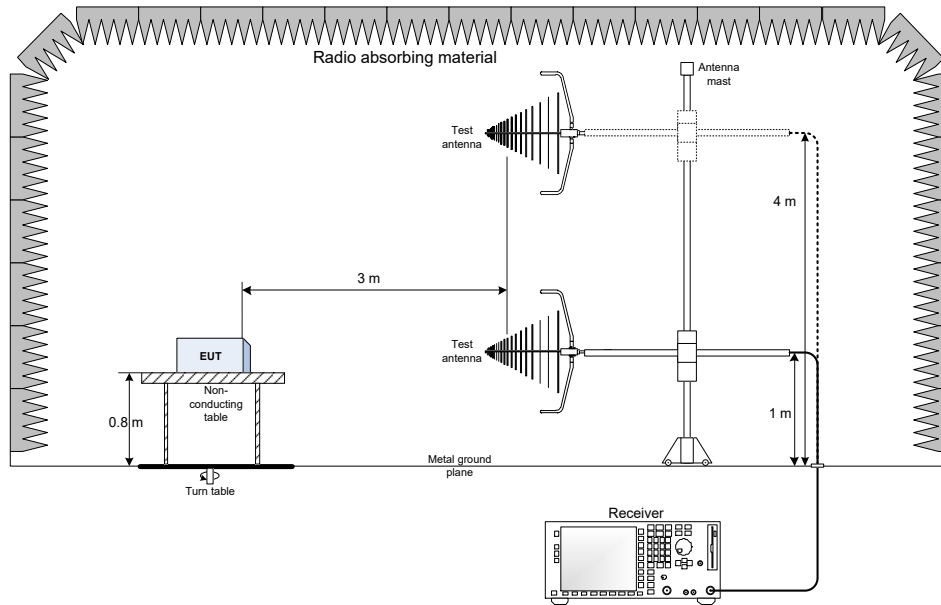 Radio absorbing material
Antenna
mast
Test
antenna
4 m
3 m
Test
antenna
EUT
Non-
conducting
table
0.8 m
1 m
Metal ground
plane
Turn table
Receiver